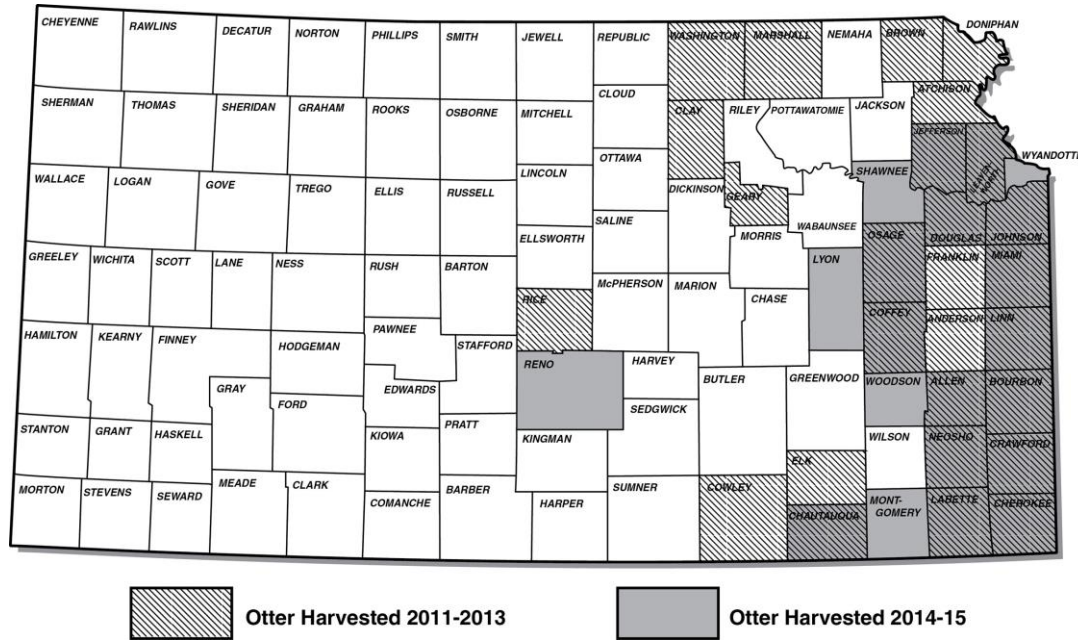 CHEYENNE RAWLINS DECATUR NORTON PHILLIPS SMITH JEWELL REPUBLIC WASHINGTON MARSHALL NEMAHA BROWN DONIPHAN
SHERMAN THOMAS SHERIDAN GRAHAM ROOKS OSBORNE MITCHELL CLOUD CLAY RILEY POTTAWATOMIE JACKSON ATCHISON
JEFFERSON LEAVEN-
WORTH
WYANDOTTE
OTTAWA
WALLACE LOGAN GOVE TREGO ELLIS RUSSELL LINCOLN DICKINSON GEARY SHAWNEE
SALINE WABAUNSEE
ELLSWORTH MORRIS OSAGE DOUGLAS JOHNSON
GREELEY WICHITA SCOTT LANE NESS RUSH BARTON McPHERSON MARION LYON FRANKLIN MIAMI
RICE CHASE COFFEY ANDERSON LINN
HAMILTON KEARNY FINNEY HODGEMAN PAWNEE STAFFORD
RENO HARVEY
GRAY EDWARDS BUTLER GREENWOOD WOODSON ALLEN BOURBON
FORD SEDGWICK
STANTON GRANT HASKELL KIOWA PRATT KINGMAN WILSON NEOSHO CRAWFORD
ELK
MORTON STEVENS SEWARD MEADE CLARK COMANCHE BARBER HARPER SUMNER COWLEY CHAUTAUQUA MONT-
GOMERY
LABETTE CHEROKEE
Otter Harvested 2011-2013
Otter Harvested 2014-15